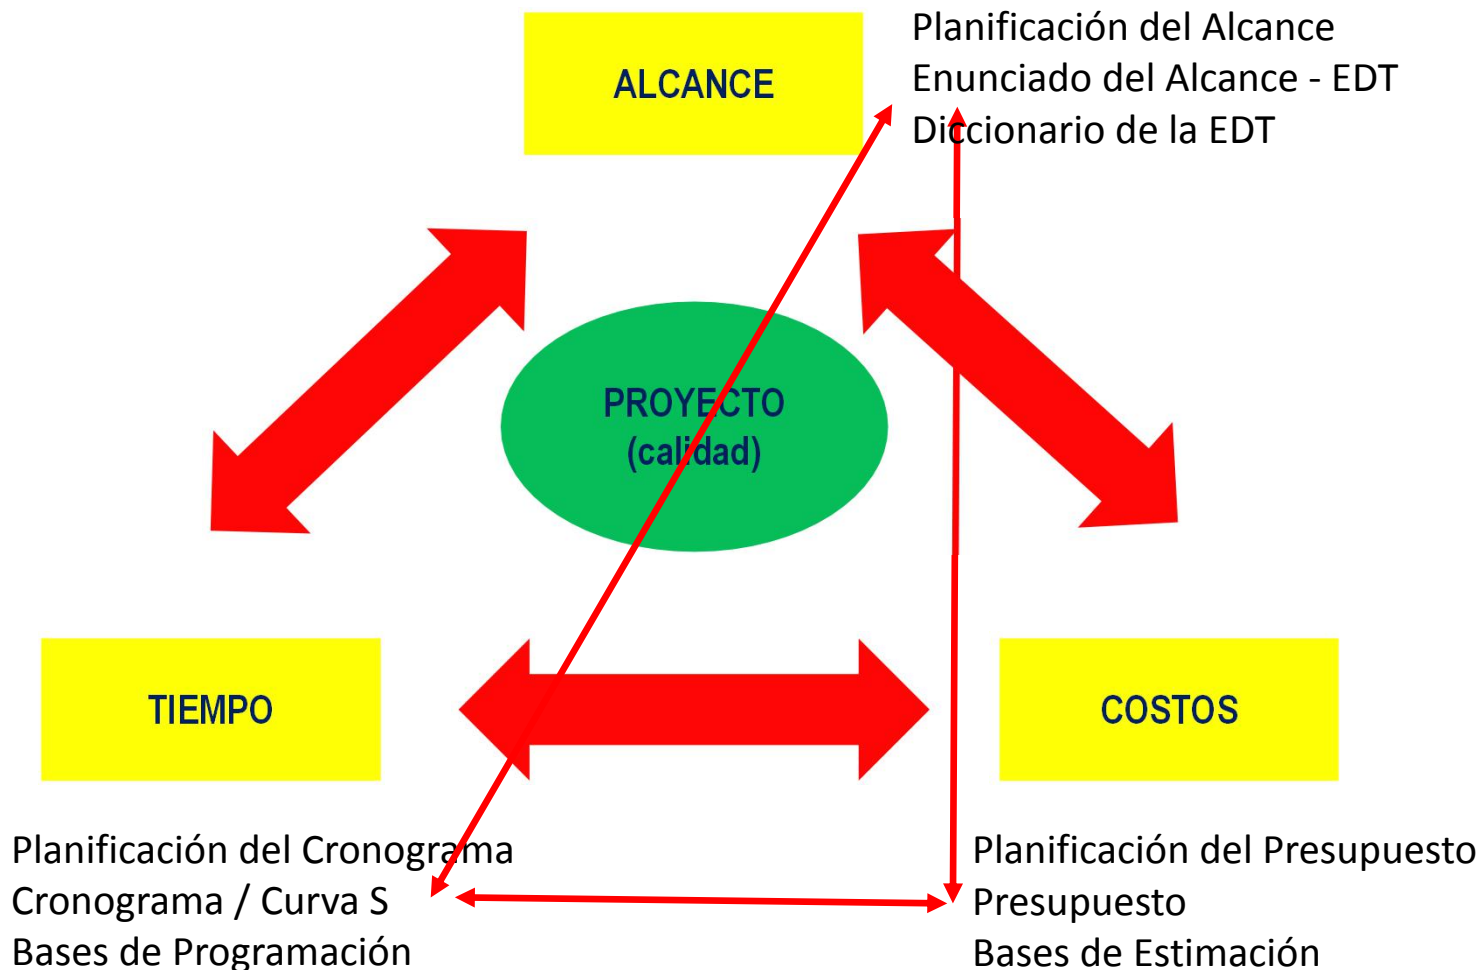 ALCANCE
Planificación del Alcance
Enunciado del Alcance - EDT
Diccionario de la EDT
PROYECTO
(calidad)
TIEMPO
COSTOS
Planificación del Cronograma
Cronograma / Curva S
Bases de Programación
Planificación del Presupuesto
Presupuesto
Bases de Estimación